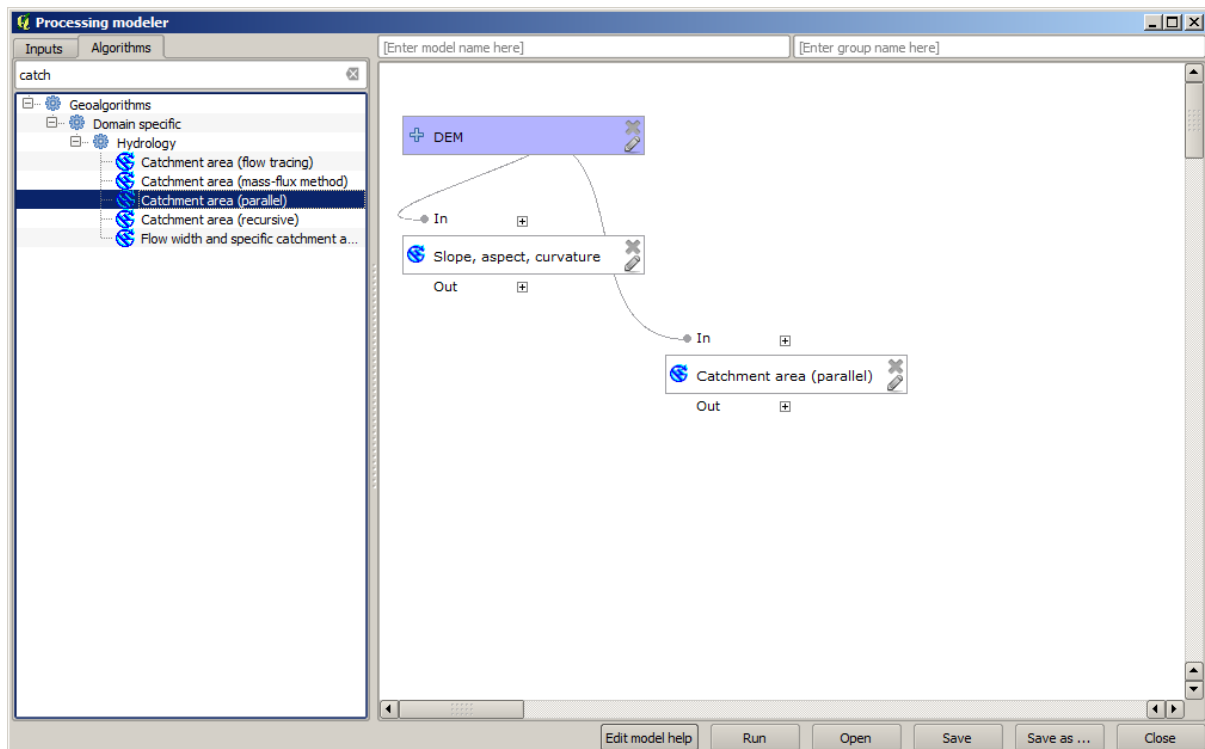 Processing modeler
Inputs Algorithms
[Enter model name here] [Enter group name here]
catch
Geoalgorithms
Domain specific
Hydrology
Catchment area (flow tracing)
Catchment area (mass-flux method)
Catchment area (parallel)
Catchment area (recursive)
Flow width and specific catchment a...
DEM
In
Slope, aspect, curvature
Out
In
Catchment area (parallel)
Out
Edit model help Run Open Save Save as ... Close